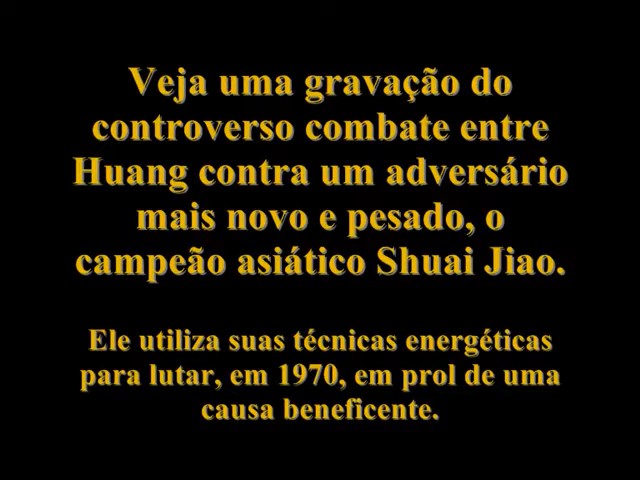 Veja uma gravação do
controverso combate entre
Huang contra um adversário
mais novo e pesado, o
campeão asiático Shuai Jiao.
Ele utiliza suas técnicas energéticas
para lutar, em 1970, em prol de uma
causa beneficente.